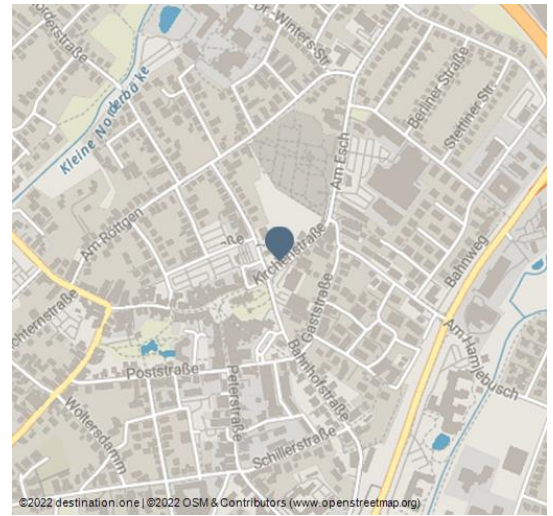 Dr.-Winters-Str.
Kleine Norderbäke
Berliner Straße
Stettiner Str.
Am Esch
Am Röttgen
Kirchenstraße
Bahnweg
Gaststraße
Am Hamjebusch
Poststraße
Peterstraße
Bahnhofstraße
Woltersdamm
Schillerstraße
©2022 destination.one | ©2022 OSM & Contributors (www.openstreetmap.org)